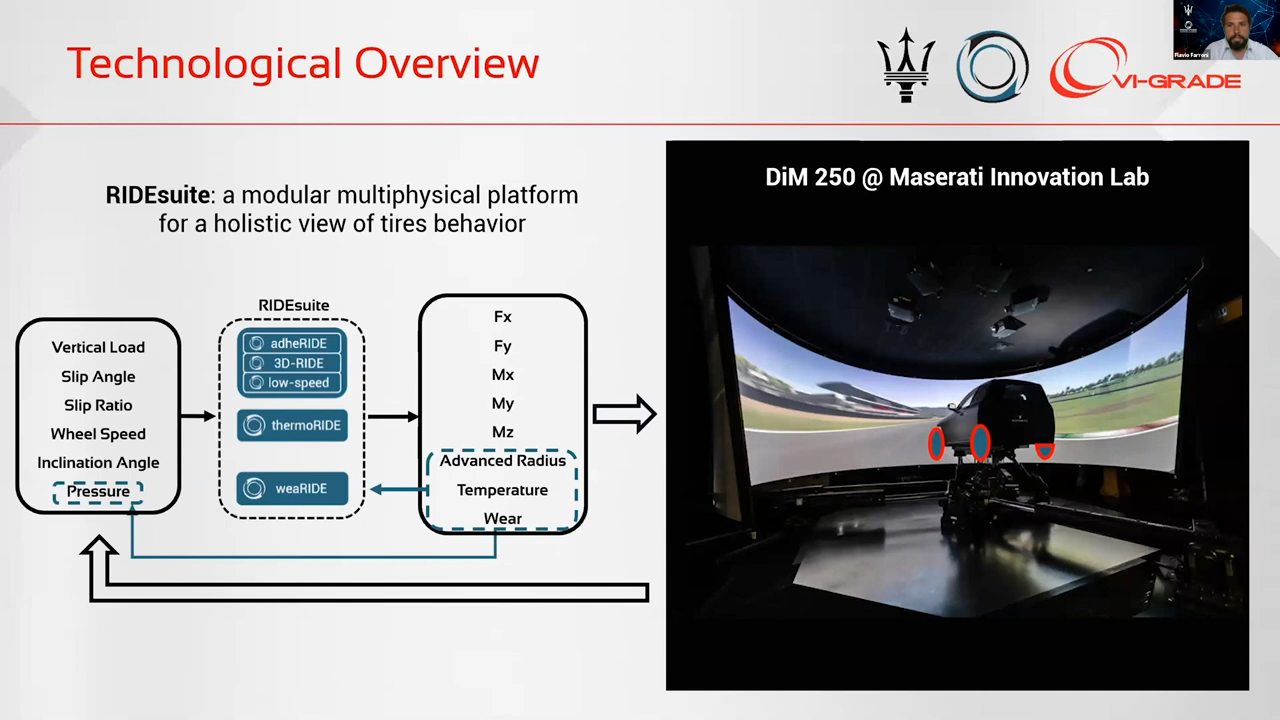 Technological Overview
VI-GRADE
Flavio Farroni
RIDEsuite: a modular multiphysical platform
for a holistic view of tires behavior
DiM 250 @ Maserati Innovation Lab
Vertical Load
Slip Angle
Slip Ratio
Wheel Speed
Inclination Angle
Pressure
RIDEsuite
adheRIDE
3D-RIDE
low-speed
thermoRIDE
weaRIDE
Fx
Fy
Mx
My
Mz
Advanced Radius
Temperature
Wear